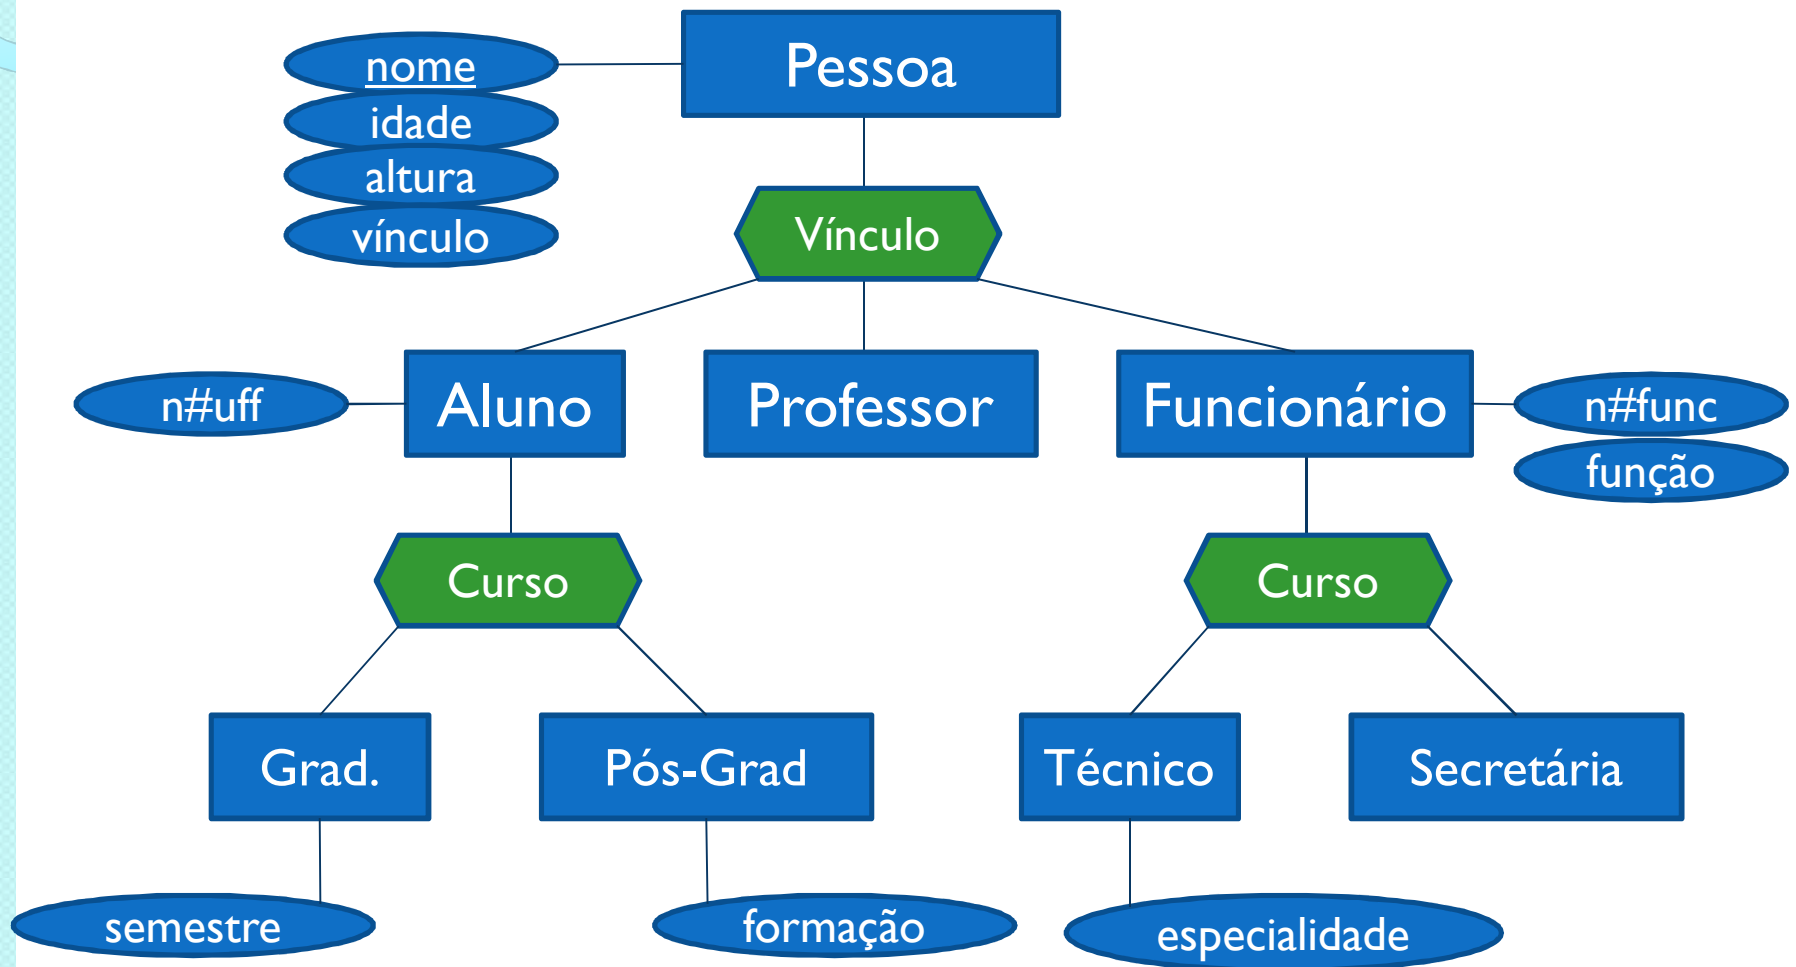 Pessoa
nome
idade
altura
vínculo
Vínculo
n#uff
Aluno
Professor
Funcionário
n#func
função
Curso
Curso
Grad.
Pós-Grad
Técnico
Secretária
semestre
formação
especialidade